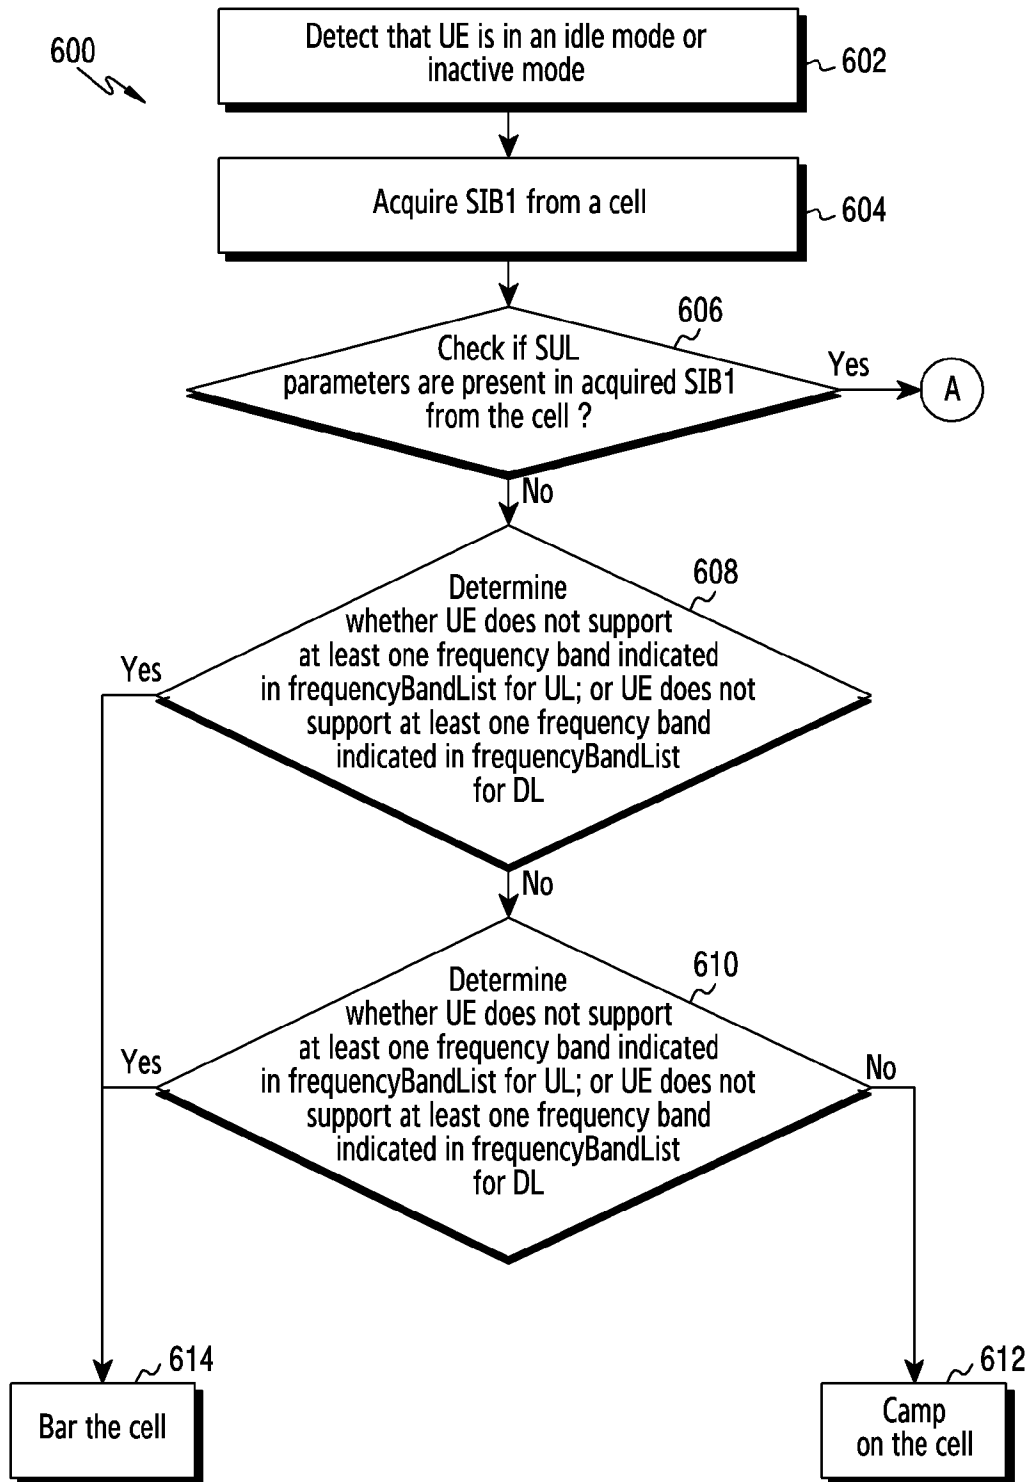 600
Detect that UE is in an idle mode or
inactive mode
602
Acquire SIB1 from a cell
604
606
Check if SUL
parameters are present in acquired SIB1
from the cell ?
Yes
A
No
608
Determine
whether UE does not support
at least one frequency band indicated
in frequencyBandList for UL; or UE does not
support at least one frequency band
indicated in frequencyBandList
for DL
Yes
No
610
Determine
whether UE does not support
at least one frequency band indicated
in frequencyBandList for UL; or UE does not
support at least one frequency band
indicated in frequencyBandList
for DL
Yes
No
614
Bar the cell
612
Camp
on the cell